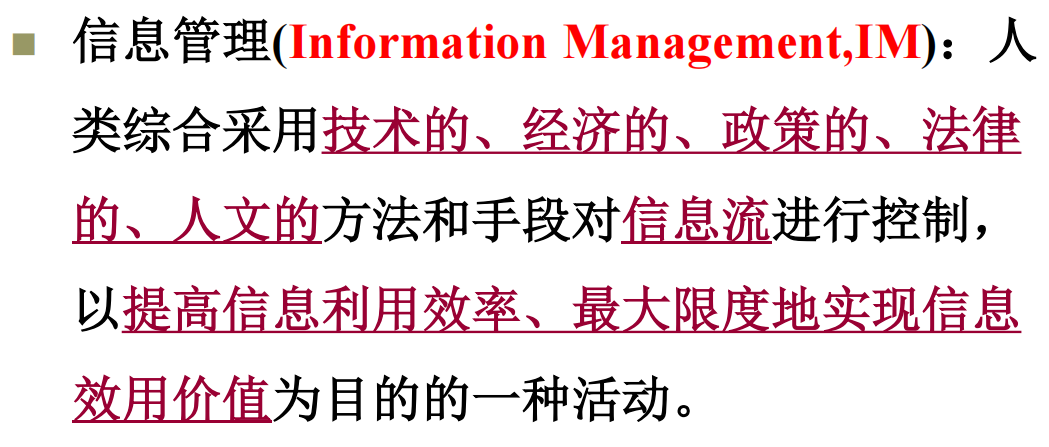 信息管理(Information Management,IM)：人
类综合采用技术的、经济的、政策的、法律
的、人文的方法和手段对信息流进行控制，
以提高信息利用效率、最大限度地实现信息
效用价值为目的的一种活动。